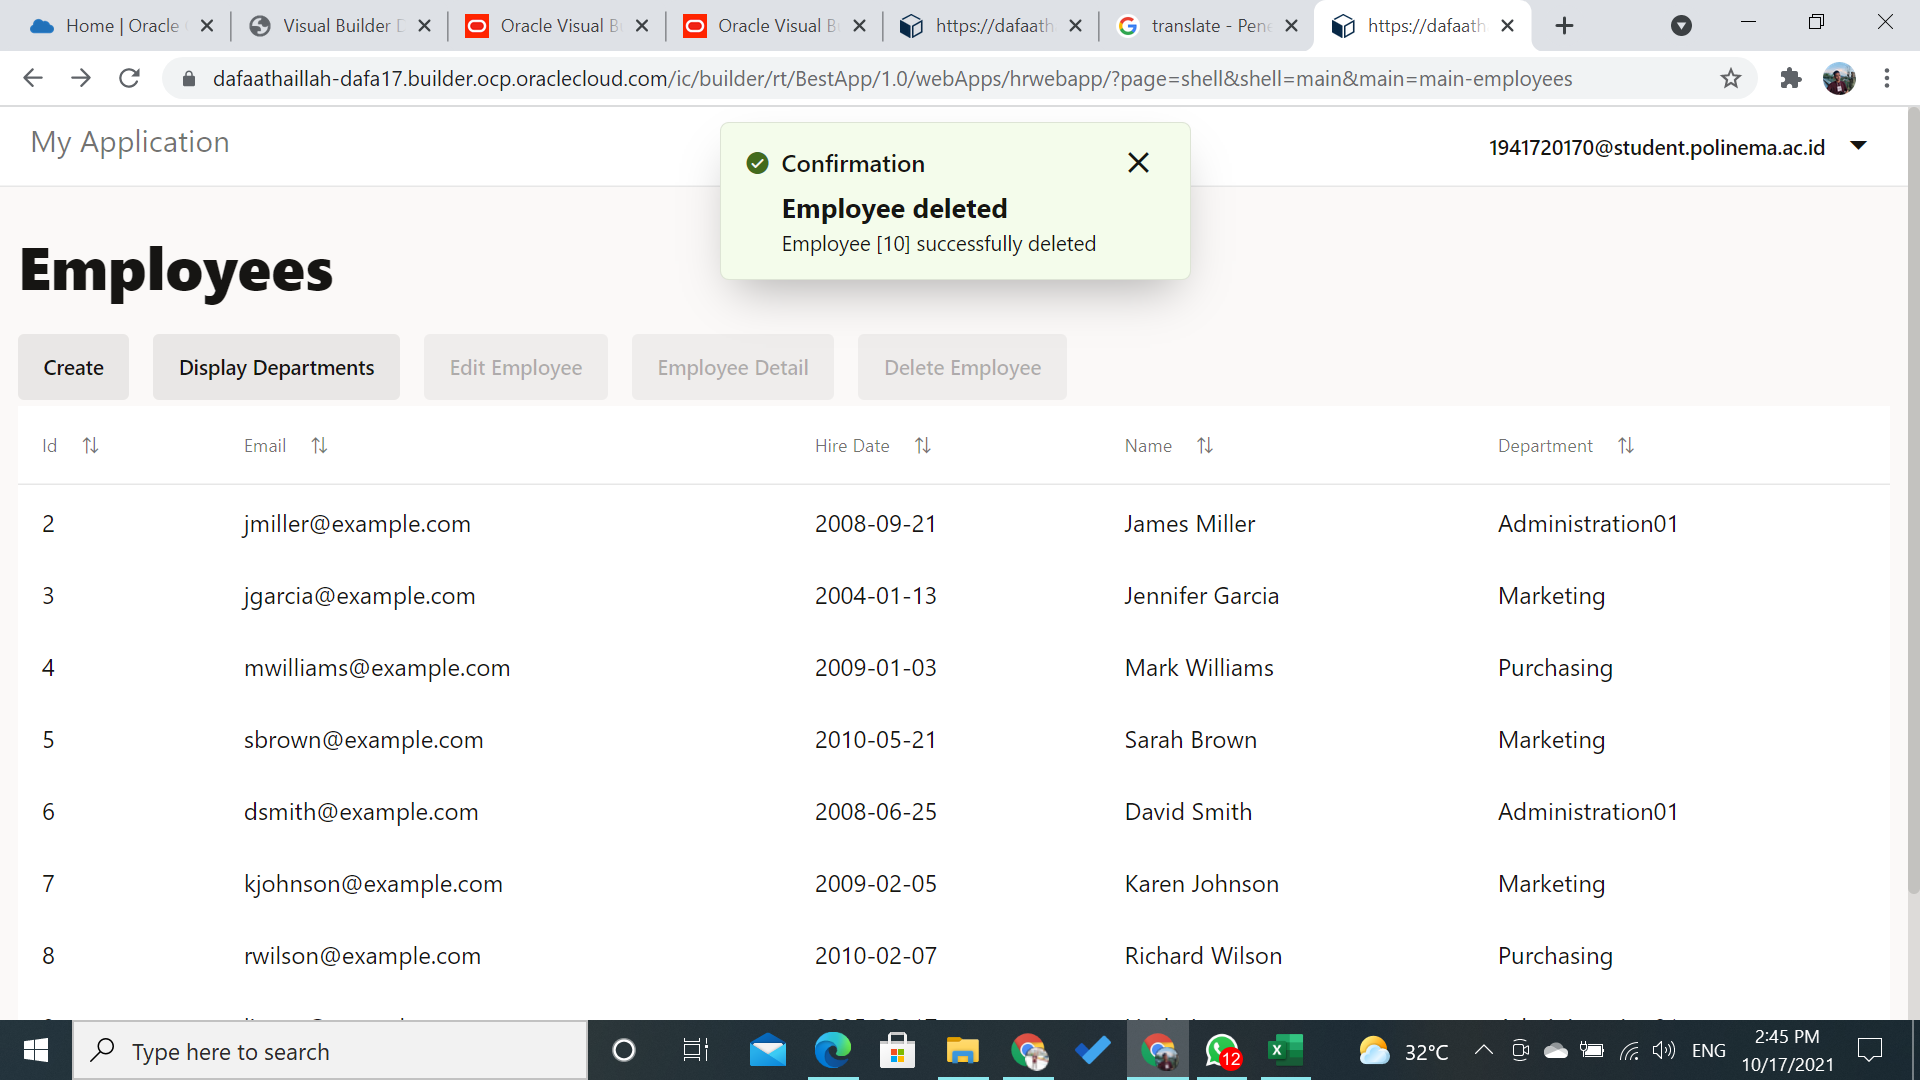 Home | Oracle
Visual Builder
Oracle Visual
Oracle Visual
https://dafaath
translate - Pen
https://dafaath
dafaathaillah-dafa17.builder.ocp.oraclecloud.com/ic/builder/rt/BestApp/1.0/webApps/hrwebapp/?page=shell&shell=main&main=main-employees
My Application
1941720170@student.polinema.ac.id
Confirmation
Employee deleted
Employee [10] successfully deleted
Employees
Create Display Departments Edit Employee Employee Detail Delete Employee
Id Email Hire Date Name Department
2 jmiller@example.com 2008-09-21 James Miller Administration01
3 jgarcia@example.com 2004-01-13 Jennifer Garcia Marketing
4 mwilliams@example.com 2009-01-03 Mark Williams Purchasing
5 sbrown@example.com 2010-05-21 Sarah Brown Marketing
6 dsmith@example.com 2008-06-25 David Smith Administration01
7 kjohnson@example.com 2009-02-05 Karen Johnson Marketing
8 rwilson@example.com 2010-02-07 Richard Wilson Purchasing
Type here to search
12
32°C
ENG
2:45 PM
10/17/2021